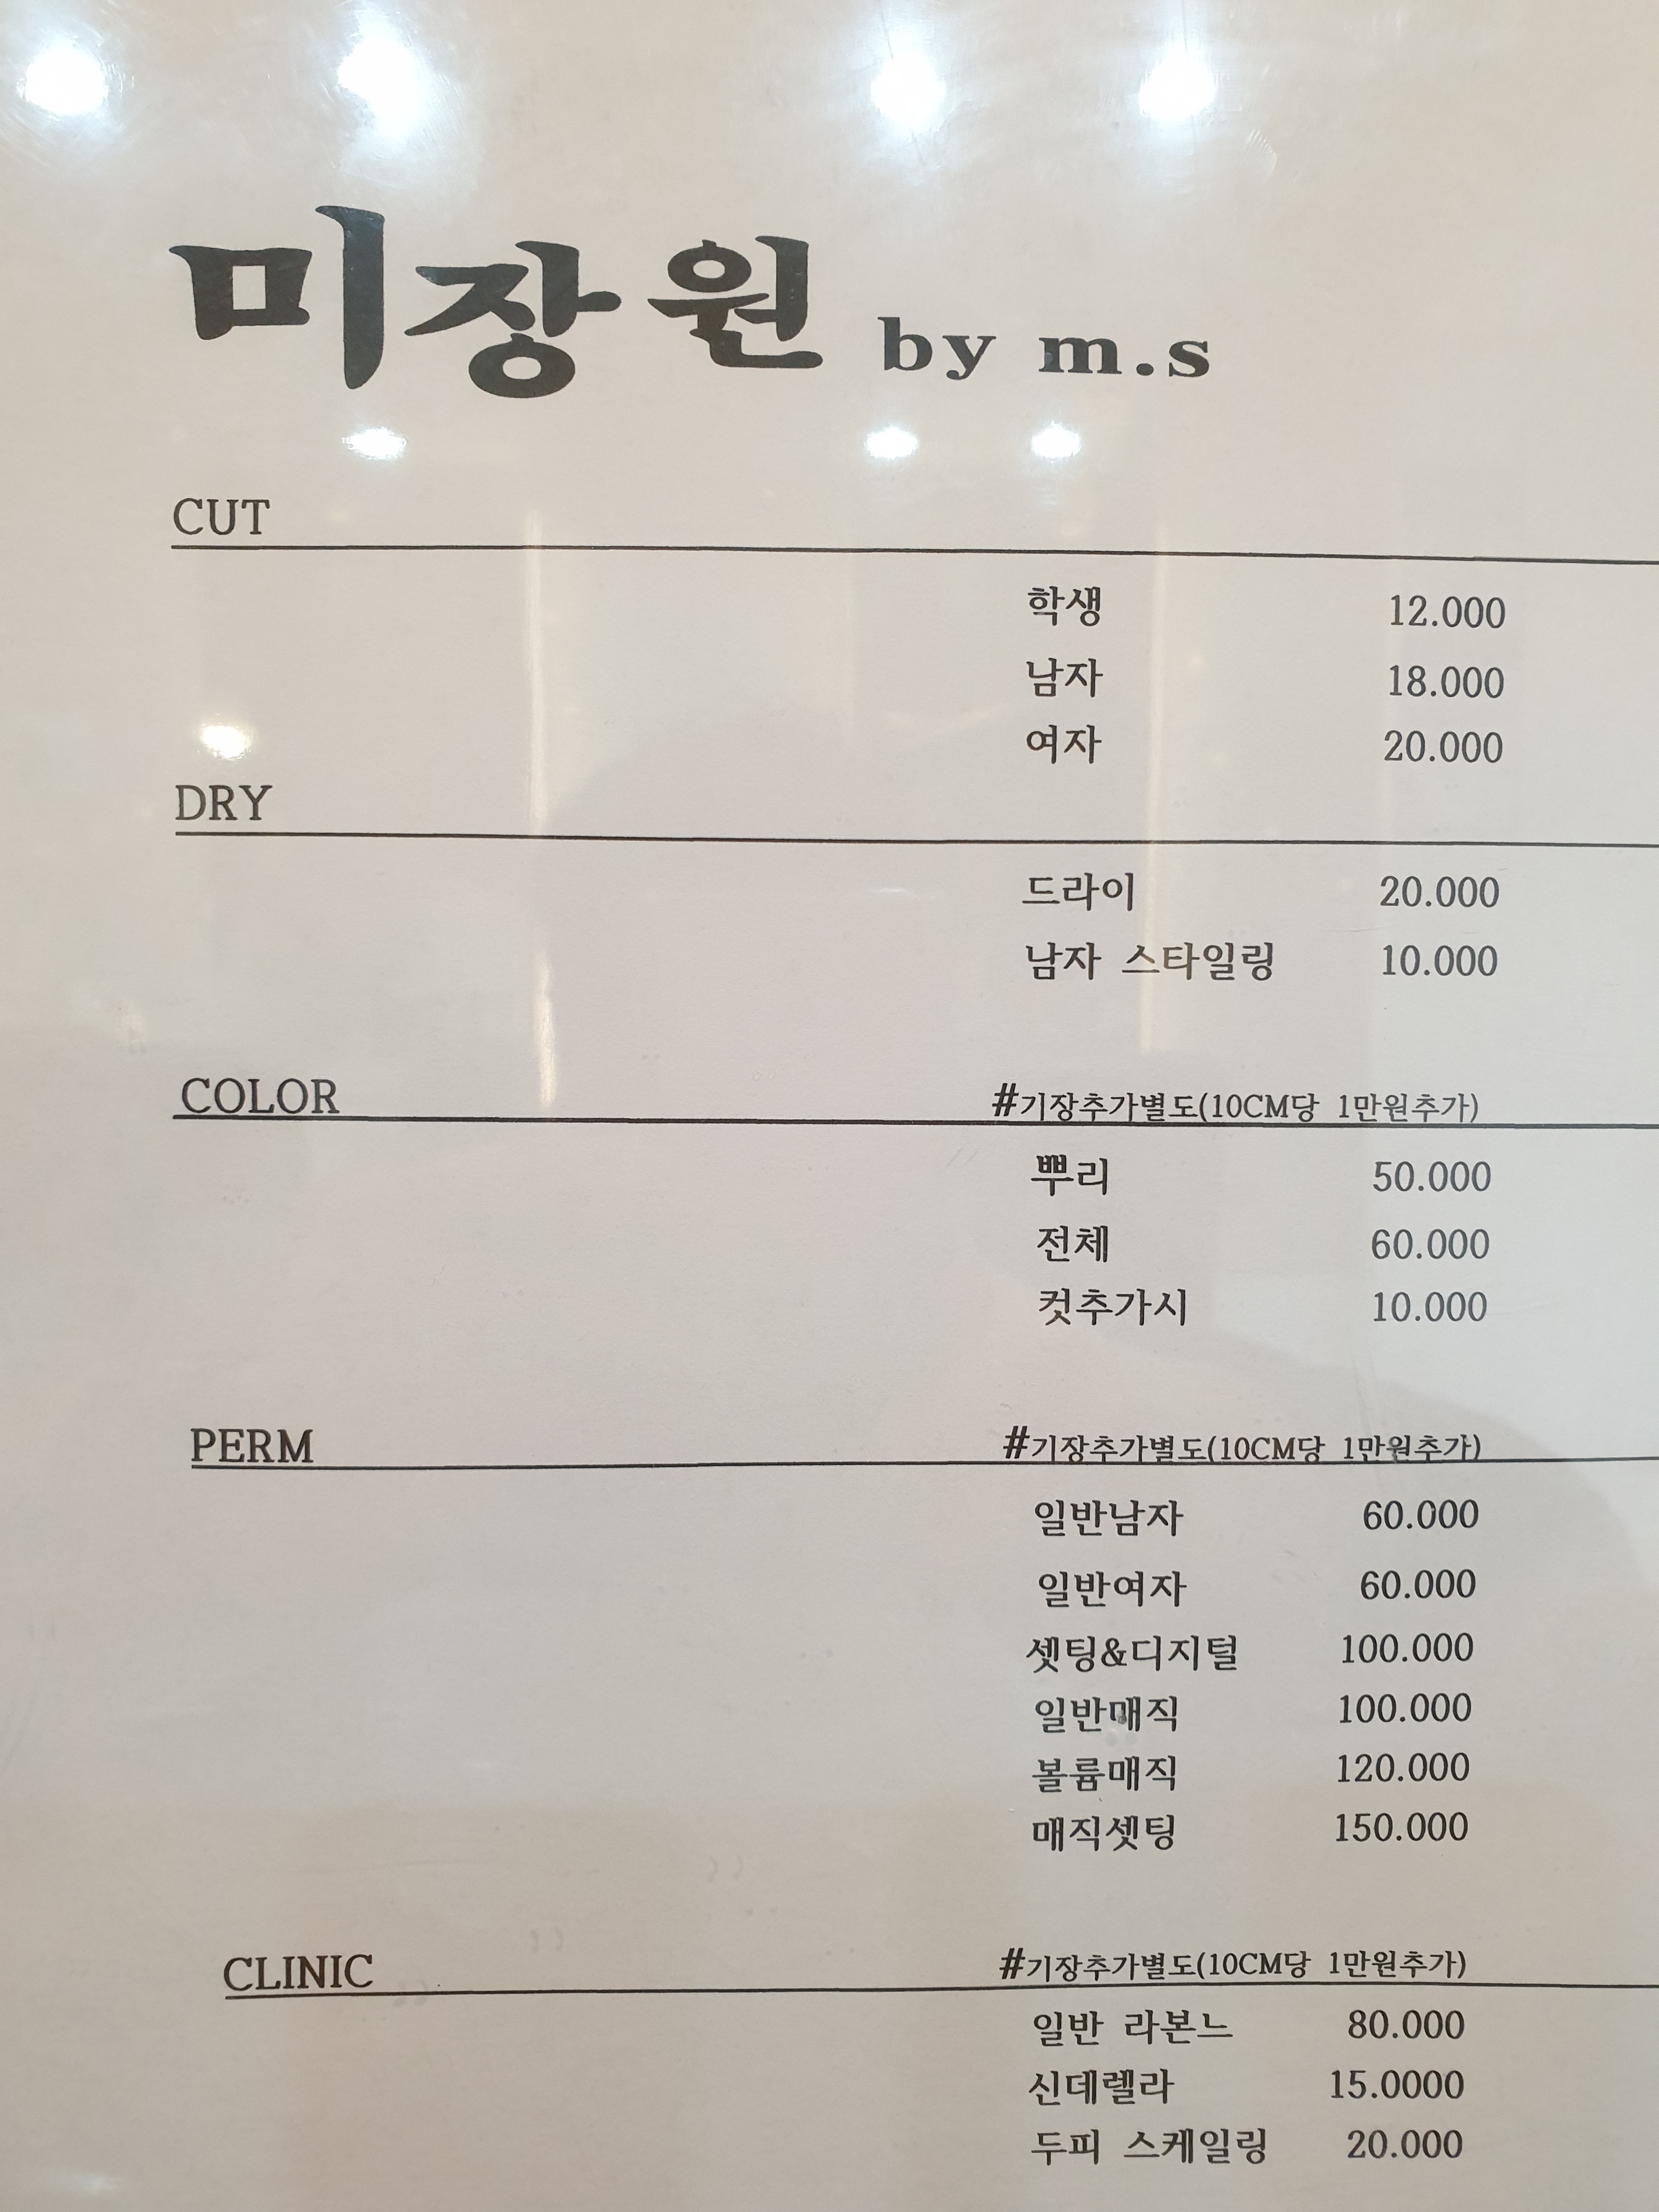 미장원 by m.s
CUT
학생 12.000
남자 18.000
여자 20.000
DRY
드라이 20.000
남자 스타일링 10.000
COLOR #기장추가별도(10CM당 1만원추가)
뿌리 50.000
전체 60.000
컷추가시 10.000
PERM #기장추가별도(10CM당 1만원추가)
일반남자 60.000
일반여자 60.000
셋팅&디지털 100.000
일반매직 100.000
볼륨매직 120.000
매직셋팅 150.000
CLINIC #기장추가별도(10CM당 1만원추가)
일반 라본느 80.000
신데렐라 15.0000
두피 스케일링 20.000